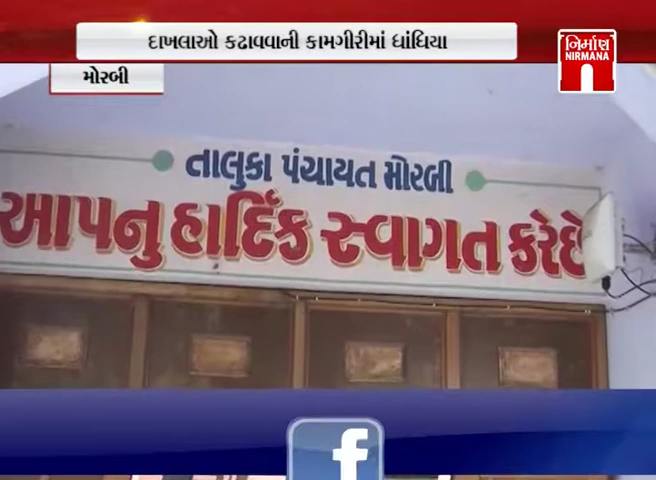 દાખલાઓ કઢાવવાની કામગીરીમાં ધાંધિયા
નિર્માણ
NIRMANA
મોરબી
તાલુકા પંચાયત મોરબી
આપનુ હાર્દિક સ્વાગત કરેછે
f